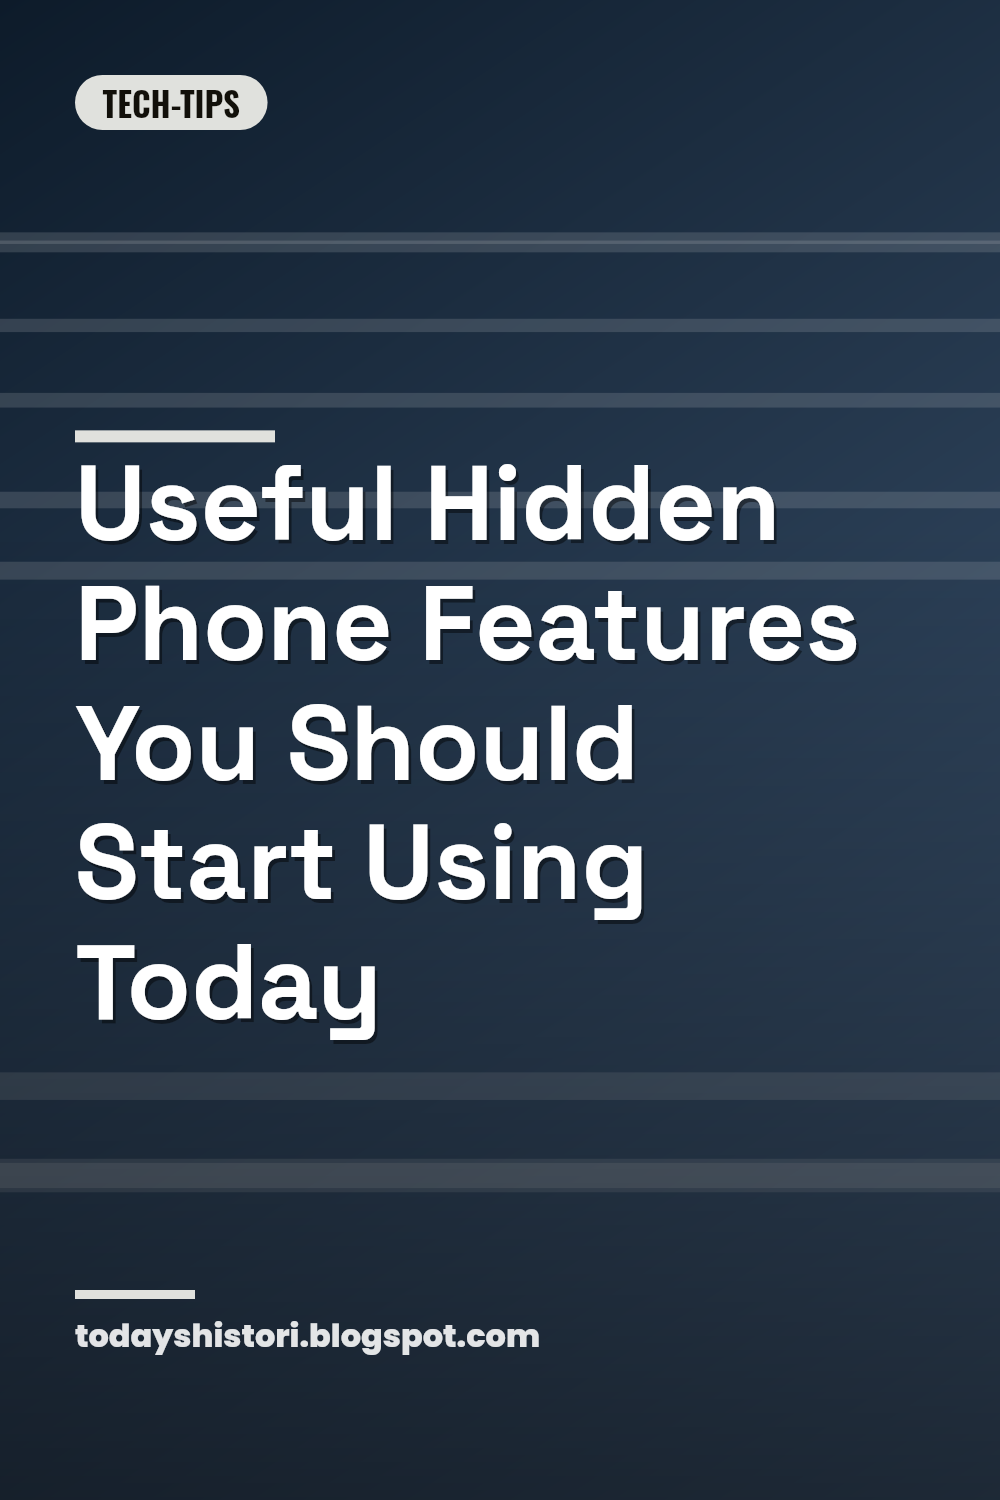 TECH-TIPS
Useful Hidden
Phone Features
You Should
Start Using
Today
todayshistori.blogspot.com